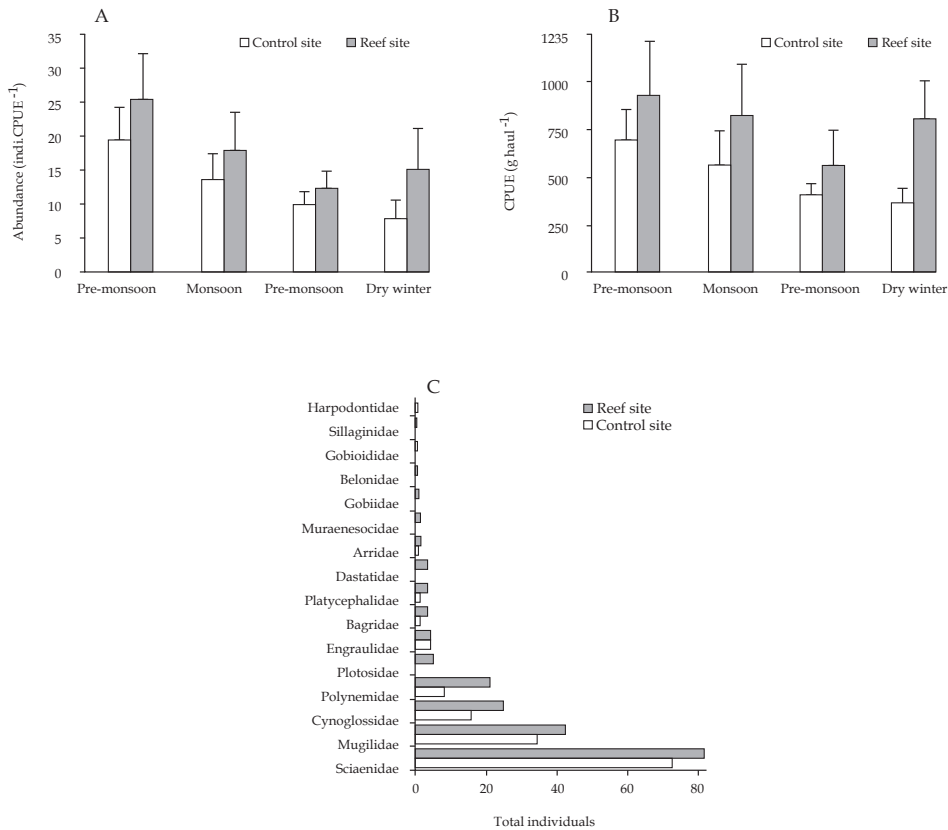 A
Control site Reef site
Abundance (indi.CPUE -1)
35
30
25
20
15
10
5
0
Pre-monsoon Monsoon Pre-monsoon Dry winter
B
Control site Reef site
CPUE (g haul -1)
1235
1000
750
500
250
0
Pre-monsoon Monsoon Pre-monsoon Dry winter
C
Reef site
Control site
Harpodontidae
Sillaginidae
Gobioididae
Belonidae
Gobiidae
Muraenesocidae
Arridae
Dastatidae
Platycephalidae
Bagridae
Engraulidae
Plotosidae
Polynemidae
Cynoglossidae
Mugilidae
Sciaenidae
0 20 40 60 80
Total individuals